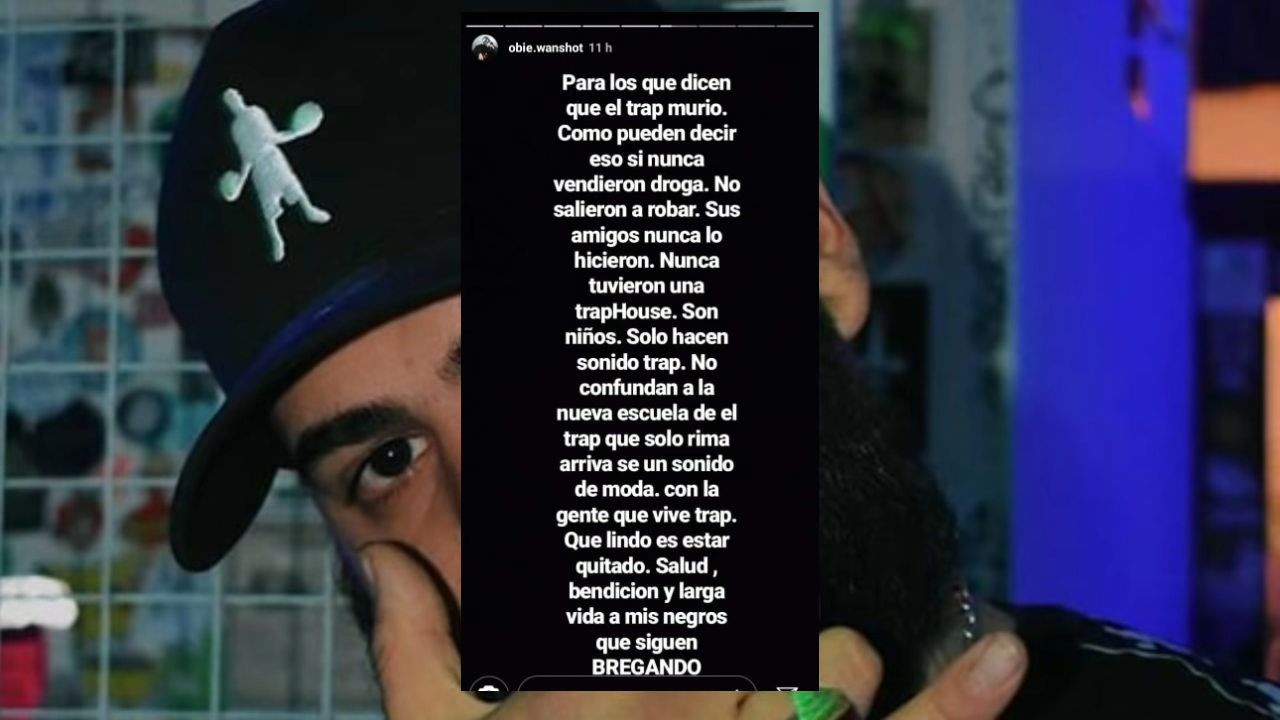 obie.wanshot 11 h
Para los que dicen
que el trap murio.
Como pueden decir
eso si nunca
vendieron droga. No
salieron a robar. Sus
amigos nunca lo
hicieron. Nunca
tuvieron una
trapHouse. Son
niños. Solo hacen
sonido trap. No
confundan a la
nueva escuela de el
trap que solo rima
arriva se un sonido
de moda. con la
gente que vive trap.
Que lindo es estar
quitado. Salud ,
bendicion y larga
vida a mis negros
que siguen
BREGANDO